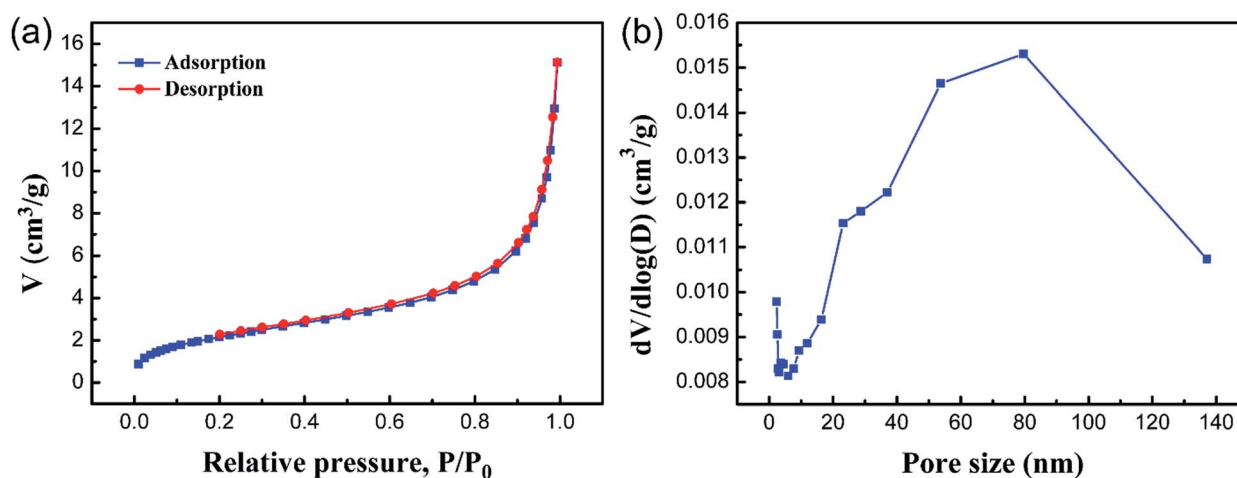 (a)
Adsorption
Desorption
V (cm³/g)
16
14
12
10
8
6
4
2
0
0.0 0.2 0.4 0.6 0.8 1.0
Relative pressure, P/P₀
(b)
dV/dlog(D) (cm³/g)
0.016
0.015
0.014
0.013
0.012
0.011
0.010
0.009
0.008
0 20 40 60 80 100 120 140
Pore size (nm)